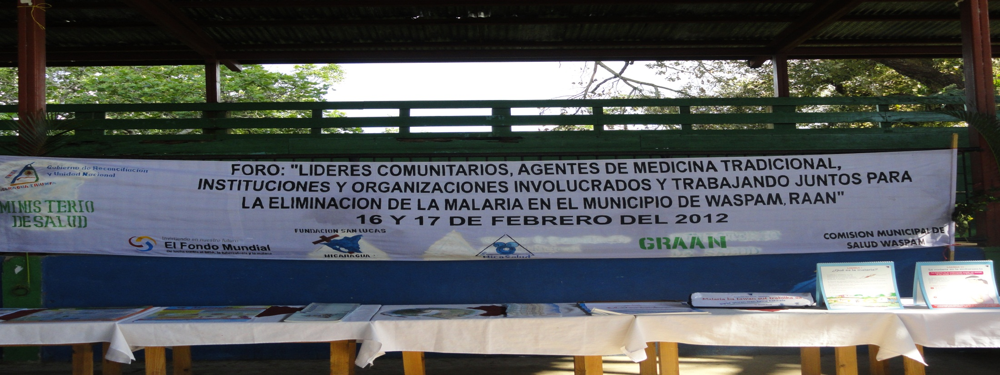 FORO: "LIDERES COMUNITARIOS, AGENTES DE MEDICINA TRADICIONAL,
INSTITUCIONES Y ORGANIZACIONES INVOLUCRADOS Y TRABAJANDO JUNTOS PARA
LA ELIMINACION DE LA MALARIA EN EL MUNICIPIO DE WASPAM, RAAN"
16 Y 17 DE FEBRERO DEL 2012
Gobierno de Reconciliación
y Unidad Nacional
UNIDA
NICARAGUA TRIUNFA
MINISTERIO
DE SALUD
Invirtiendo en nuestro futuro
El Fondo Mundial
De lucha contra el SIDA, la tuberculosis y la malaria
FUNDACION SAN LUCAS
NICARAGUA
NicaSalud
GRAAN
COMISION MUNICIPAL DE
SALUD WASPAM
Malaria ba tawan sut trabilka sa
LAMINA 1
¿Qué es la malaria?
La malaria en la embarazada